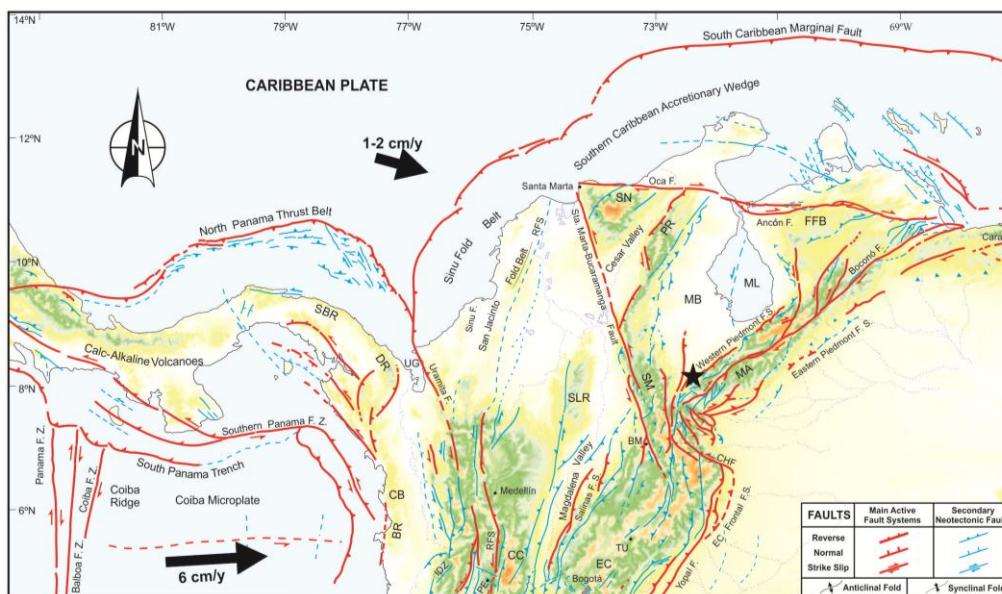 14°N
81°W
77°W
75°W
73°W
69°W
South Caribbean Marginal Fault
CARIBBEAN PLATE
Southern Caribbean Accretionary Wedge
12°N
1-2 cm/y
N
Santa Marta
Oca F.
SN
North Panama Thrust Belt
Sinu Fold Belt
RFS
Sta. Marta-Bucaramanga Fault
Cesar Valley
PR
Ancón F.
FFB
Cara
10°N
Boconó F.
Sinu F.
San Jacinto Fold Belt
MB
ML
SBR
Western Piedmont F.S.
Calc-Alkaline Volcanoes
DR
UG
Uramita F.
MA
Eastern Piedmont F. S.
8°N
SLR
SM
Southern Panama F. Z.
BM
South Panama Trench
CHF
Panama F. Z.
Coiba F. Z.
Coiba Ridge
Coiba Microplate
CB
Medellín
Magdalena Valley
Salinas F. S.
6°N
BR
RFS
TU
EC Frontal F.S.
Balboa F. Z.
6 cm/y
IDZ
PE
CC
Bogotá
EC
Yopal F.
FAULTS
Main Active Fault Systems
Secondary Neotectonic Fault
Reverse
Normal
Strike Slip
Anticlinal Fold
Synclinal Fold